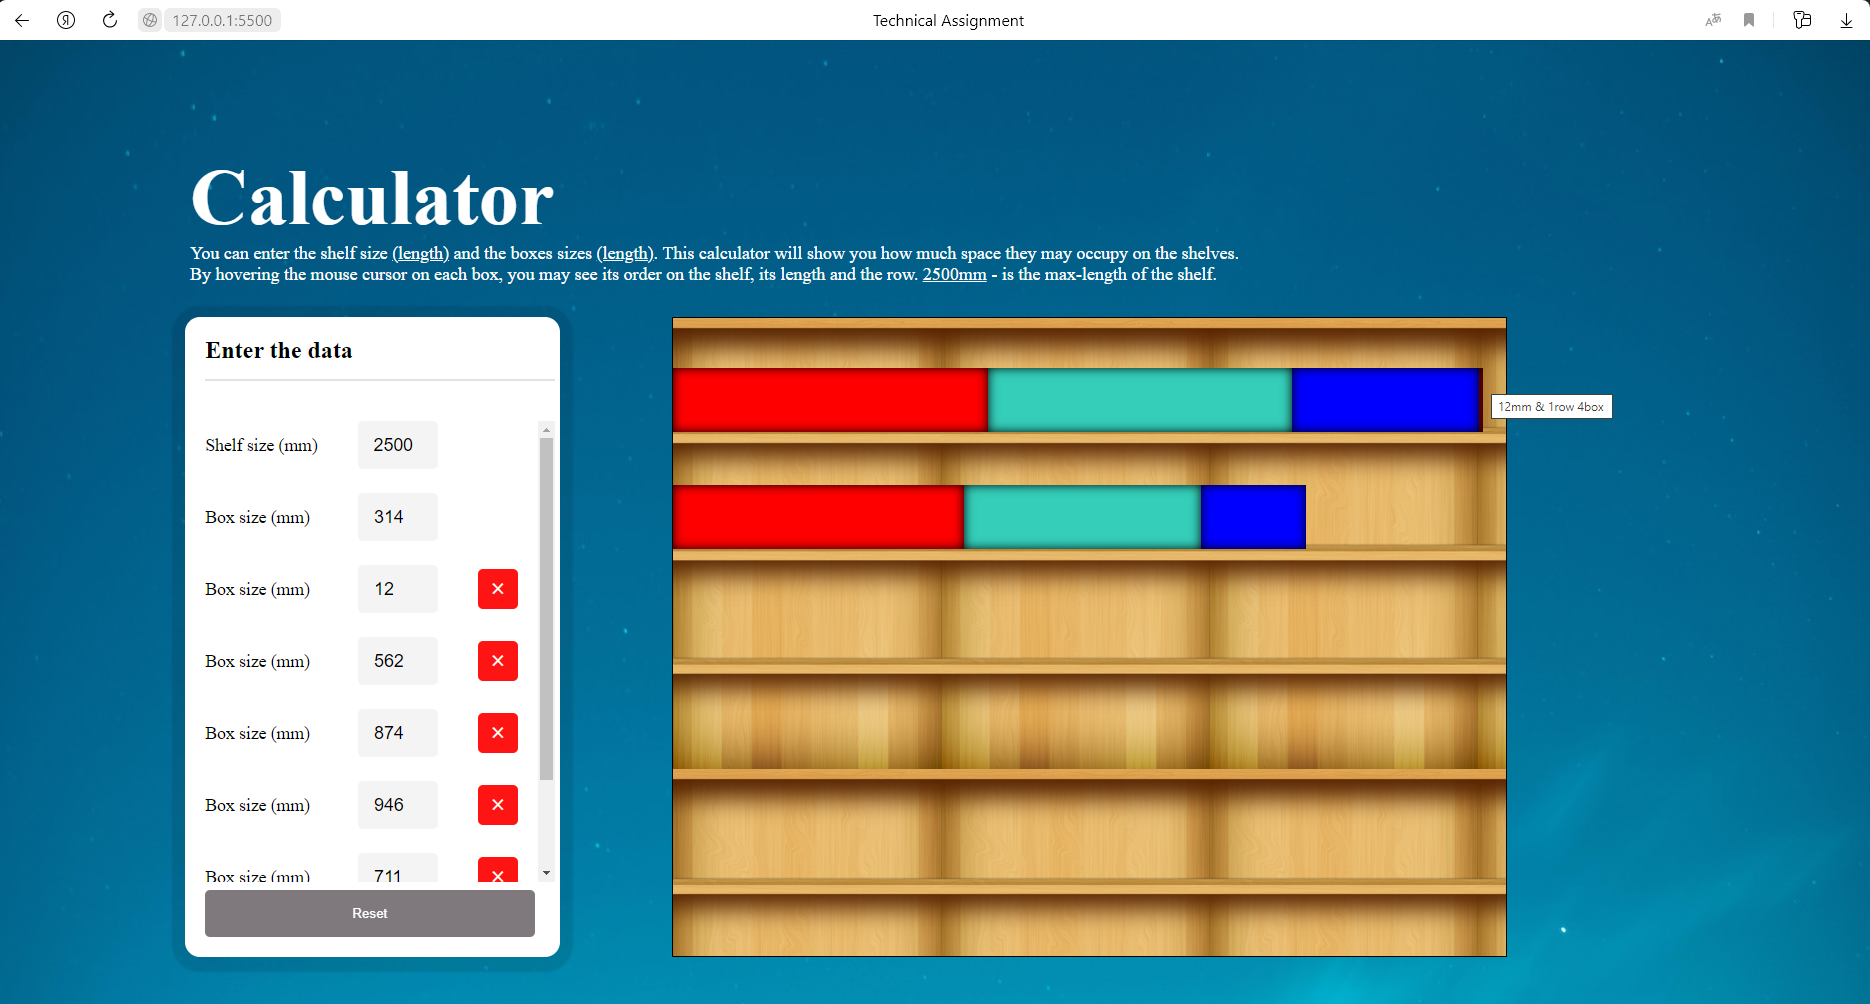 127.0.0.1:5500
Technical Assignment
Calculator
You can enter the shelf size (length) and the boxes sizes (length). This calculator will show you how much space they may occupy on the shelves.
By hovering the mouse cursor on each box, you may see its order on the shelf, its length and the row. 2500mm - is the max-length of the shelf.
Enter the data
Shelf size (mm) 2500
Box size (mm) 314
Box size (mm) 12
Box size (mm) 562
Box size (mm) 874
Box size (mm) 946
Box size (mm) 711
Reset
12mm & 1row 4box